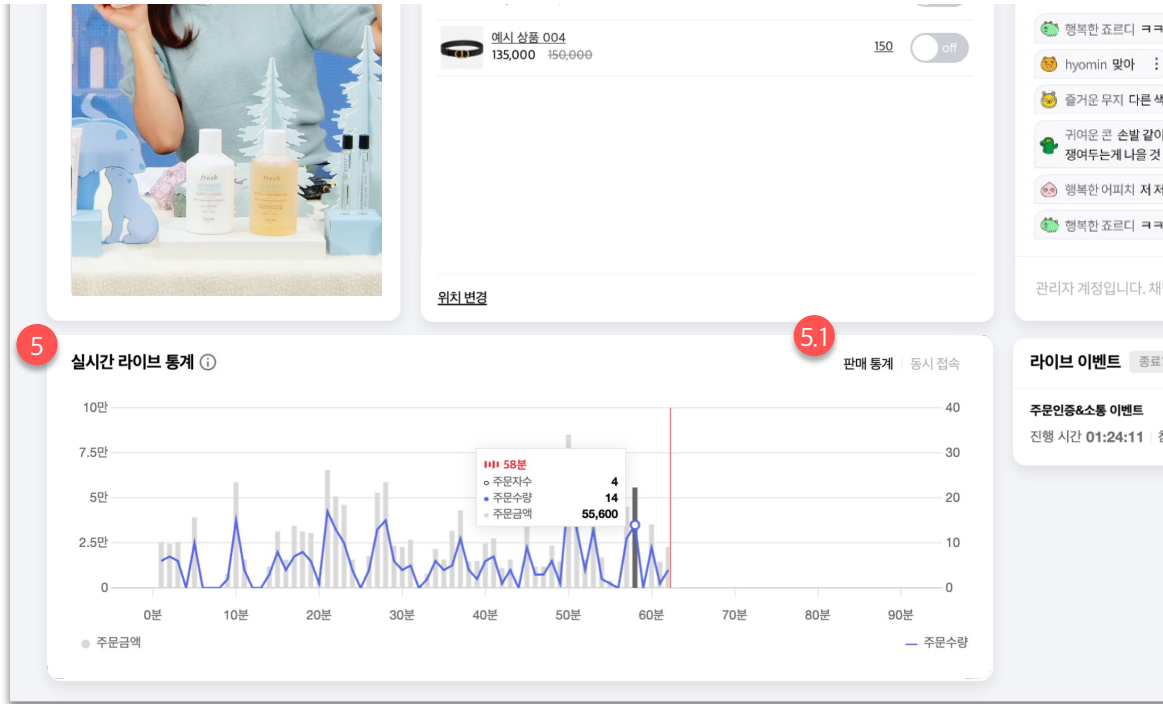 fresh
fresh
예시 상품 004
135,000 150,000
150
off
위치 변경
행복한 죠르디 ㅋㅋ
hyomin 맞아
즐거운 무지 다른 색
귀여운 콘 손발 같이
쟁여두는게 나을 것
행복한 어피치 저 저
행복한 죠르디 ㅋㅋ
관리자 계정입니다. 채
5
실시간 라이브 통계
5.1
판매 통계 | 동시 접속
10만
7.5만
5만
2.5만
0
40
30
20
10
0
58분
주문자수 4
주문수량 14
주문금액 55,600
0분 10분 20분 30분 40분 50분 60분 70분 80분 90분
주문금액
주문수량
라이브 이벤트 종료
주문인증&소통 이벤트
진행 시간 01:24:11